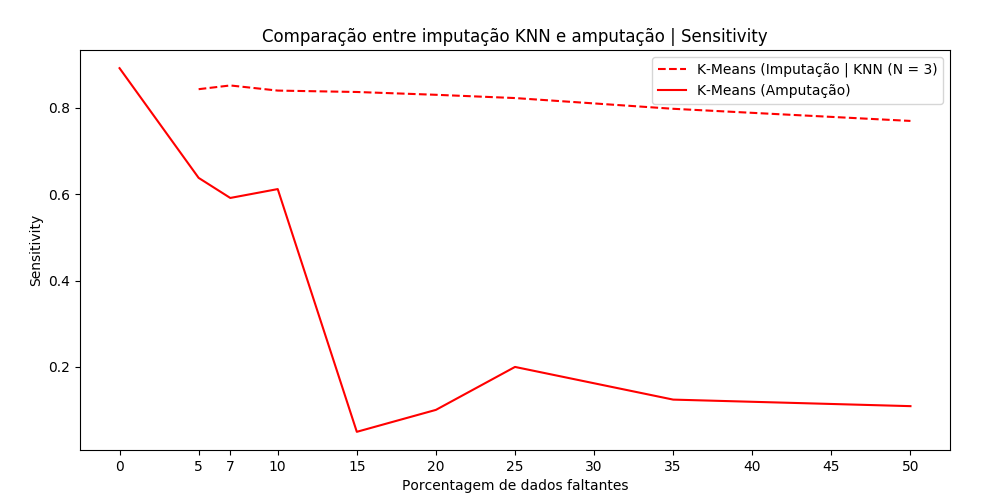 Comparação entre imputação KNN e amputação | Sensitivity
K-Means (Imputação | KNN (N = 3)
K-Means (Amputação)
Sensitivity
0.8
0.6
0.4
0.2
0 5 7 10 15 20 25 30 35 40 45 50
Porcentagem de dados faltantes